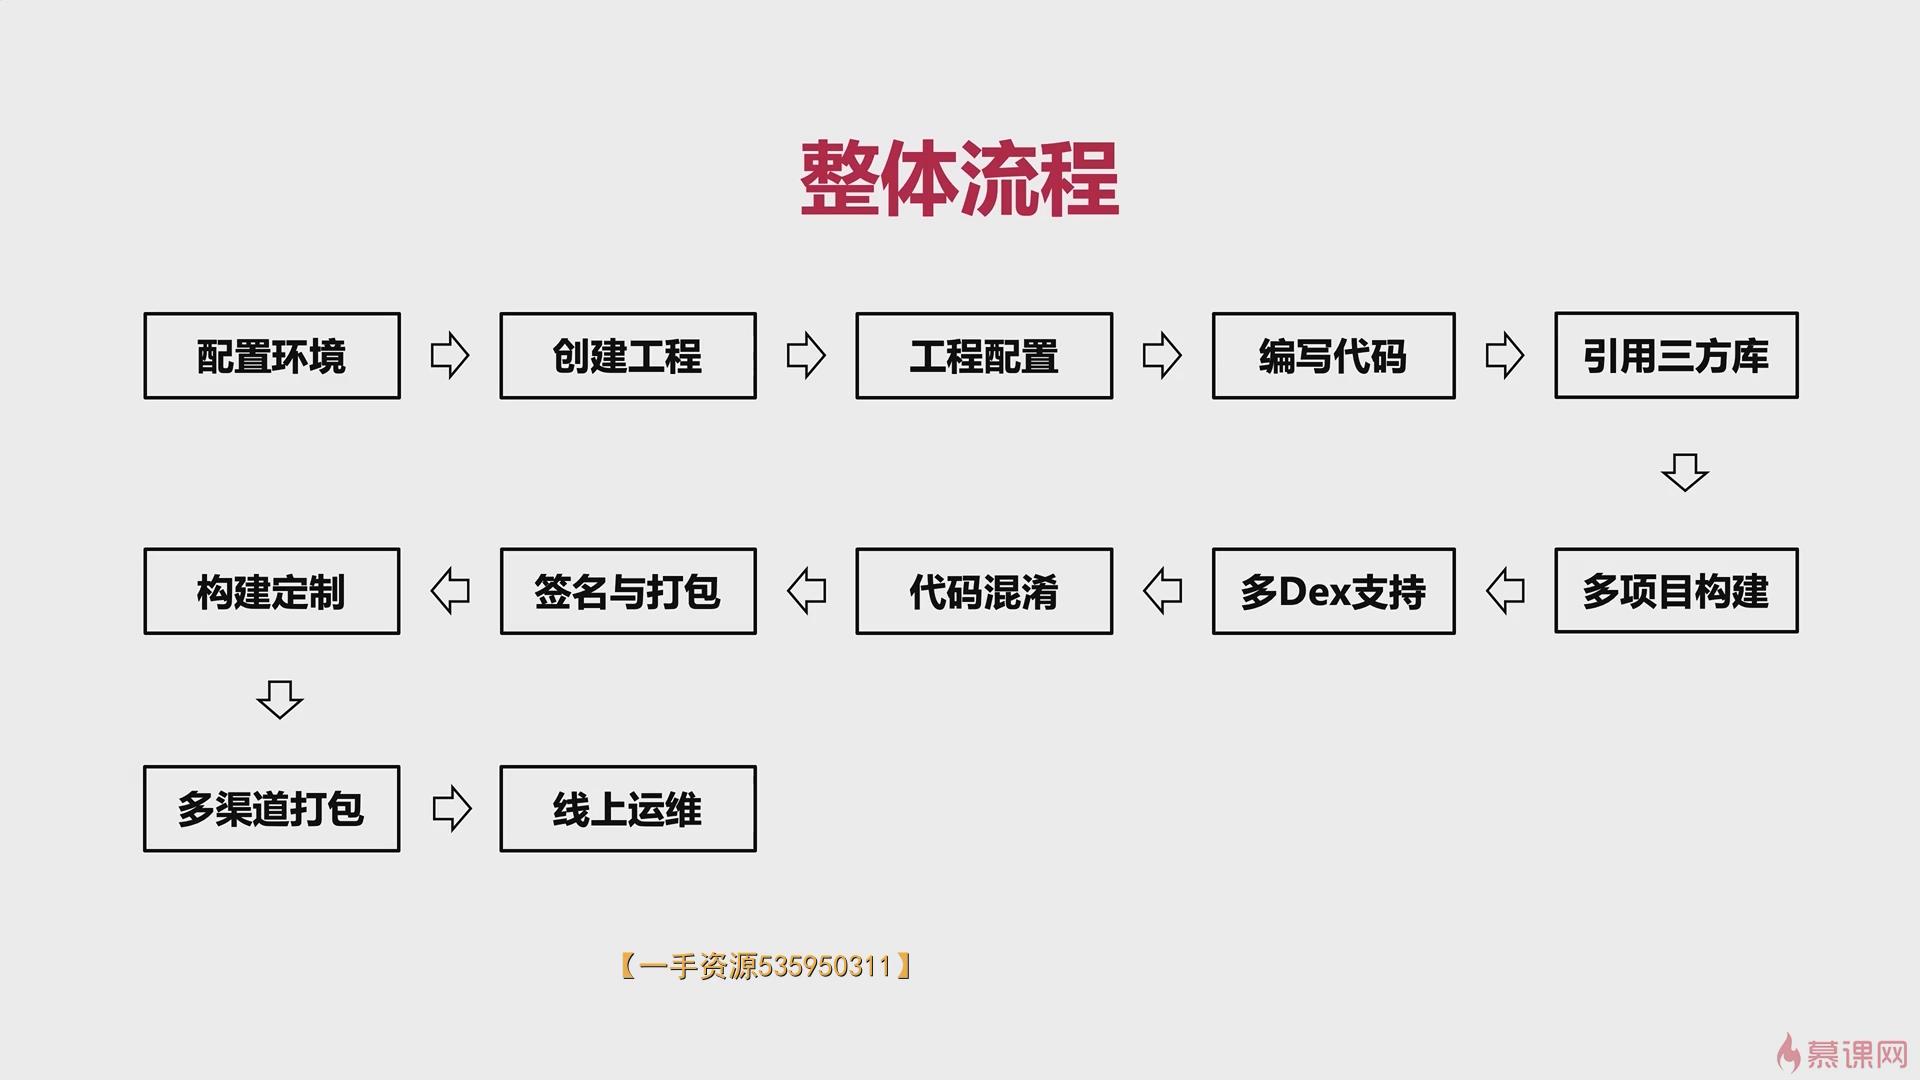 整体流程
配置环境
创建工程
工程配置
编写代码
引用三方库
多项目构建
多Dex支持
代码混淆
签名与打包
构建定制
多渠道打包
线上运维
【一手资源535950311】
慕课网